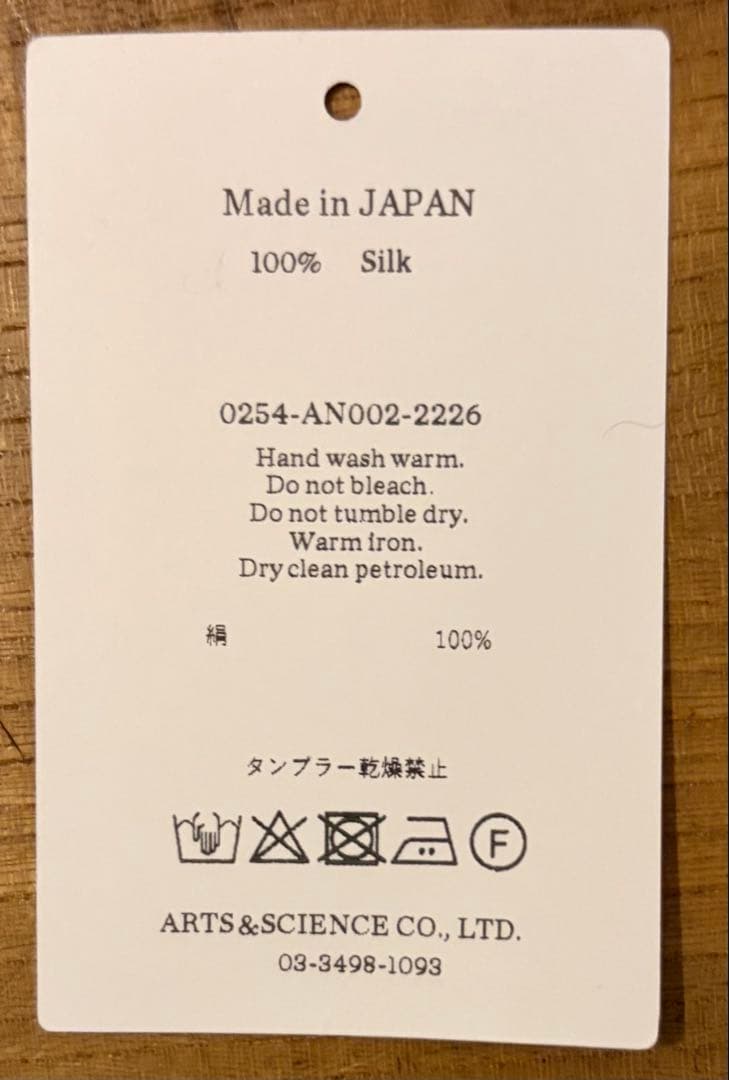 Made in JAPAN
100% Silk
0254-AN002-2226
Hand wash warm.
Do not bleach.
Do not tumble dry.
Warm iron.
Dry clean petroleum.
絹 100%
タンブラー乾燥禁止
F
ARTS&SCIENCE CO., LTD.
03-3498-1093